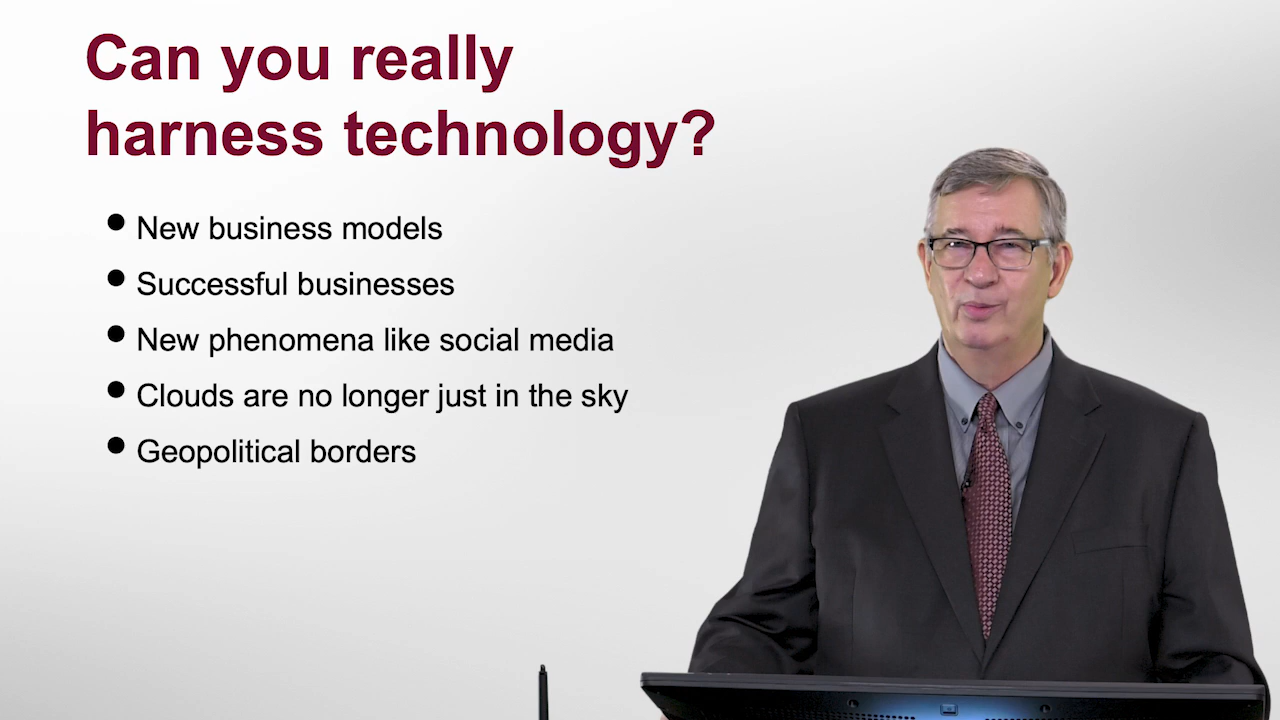 Can you really
harness technology?
• New business models
• Successful businesses
• New phenomena like social media
• Clouds are no longer just in the sky
• Geopolitical borders